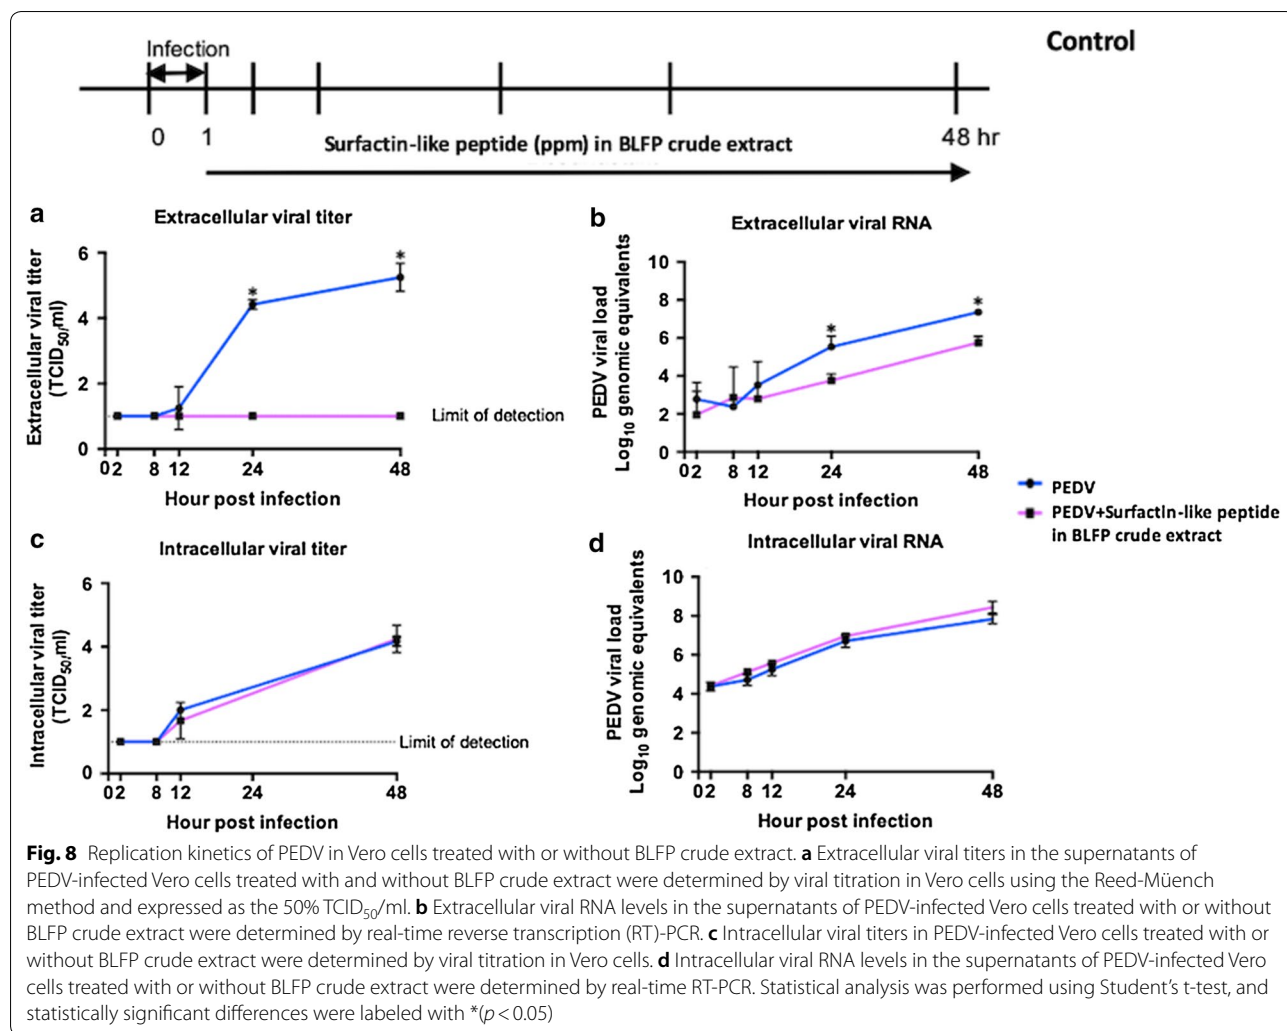 Control
Infection
0 1 48 hr
Surfactin-like peptide (ppm) in BLFP crude extract
a
Extracellular viral titer
Extracellular viral titer
(TCID50/ml)
6
4
2
0
Limit of detection
0 2 8 12 24 48
Hour post infection
*
*
b
Extracellular viral RNA
PEDV viral load
Log10 genomic equivalents
10
8
6
4
2
0
0 2 8 12 24 48
Hour post infection
*
*
PEDV
PEDV+Surfactin-like peptide
in BLFP crude extract
c
Intracellular viral titer
Intracellular viral titer
(TCID50/ml)
6
4
2
0
Limit of detection
0 2 8 12 24 48
Hour post infection
d
Intracellular viral RNA
PEDV viral load
Log10 genomic equivalents
10
8
6
4
2
0
0 2 8 12 24 48
Hour post infection
Fig. 8 Replication kinetics of PEDV in Vero cells treated with or without BLFP crude extract. a Extracellular viral titers in the supernatants of
PEDV-infected Vero cells treated with and without BLFP crude extract were determined by viral titration in Vero cells using the Reed-Müench
method and expressed as the 50% TCID50/ml. b Extracellular viral RNA levels in the supernatants of PEDV-infected Vero cells treated with or without
BLFP crude extract were determined by real-time reverse transcription (RT)-PCR. c Intracellular viral titers in PEDV-infected Vero cells treated with or
without BLFP crude extract were determined by viral titration in Vero cells. d Intracellular viral RNA levels in the supernatants of PEDV-infected Vero
cells treated with or without BLFP crude extract were determined by real-time RT-PCR. Statistical analysis was performed using Student's t-test, and
statistically significant differences were labeled with *(p < 0.05)